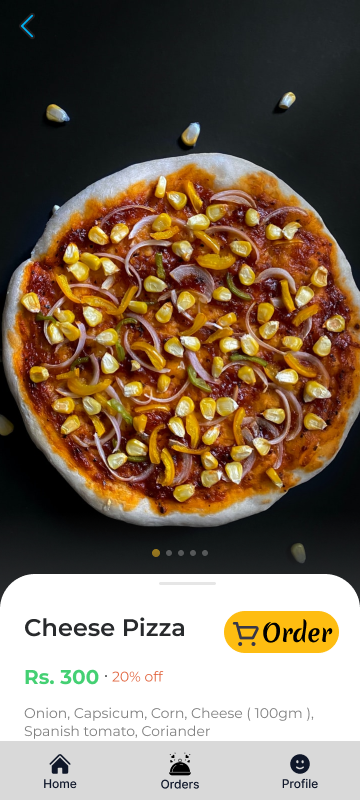 Cheese Pizza
Order
Rs. 300 · 20% off
Onion, Capsicum, Corn, Cheese ( 100gm ),
Spanish tomato, Coriander
Home Orders Profile